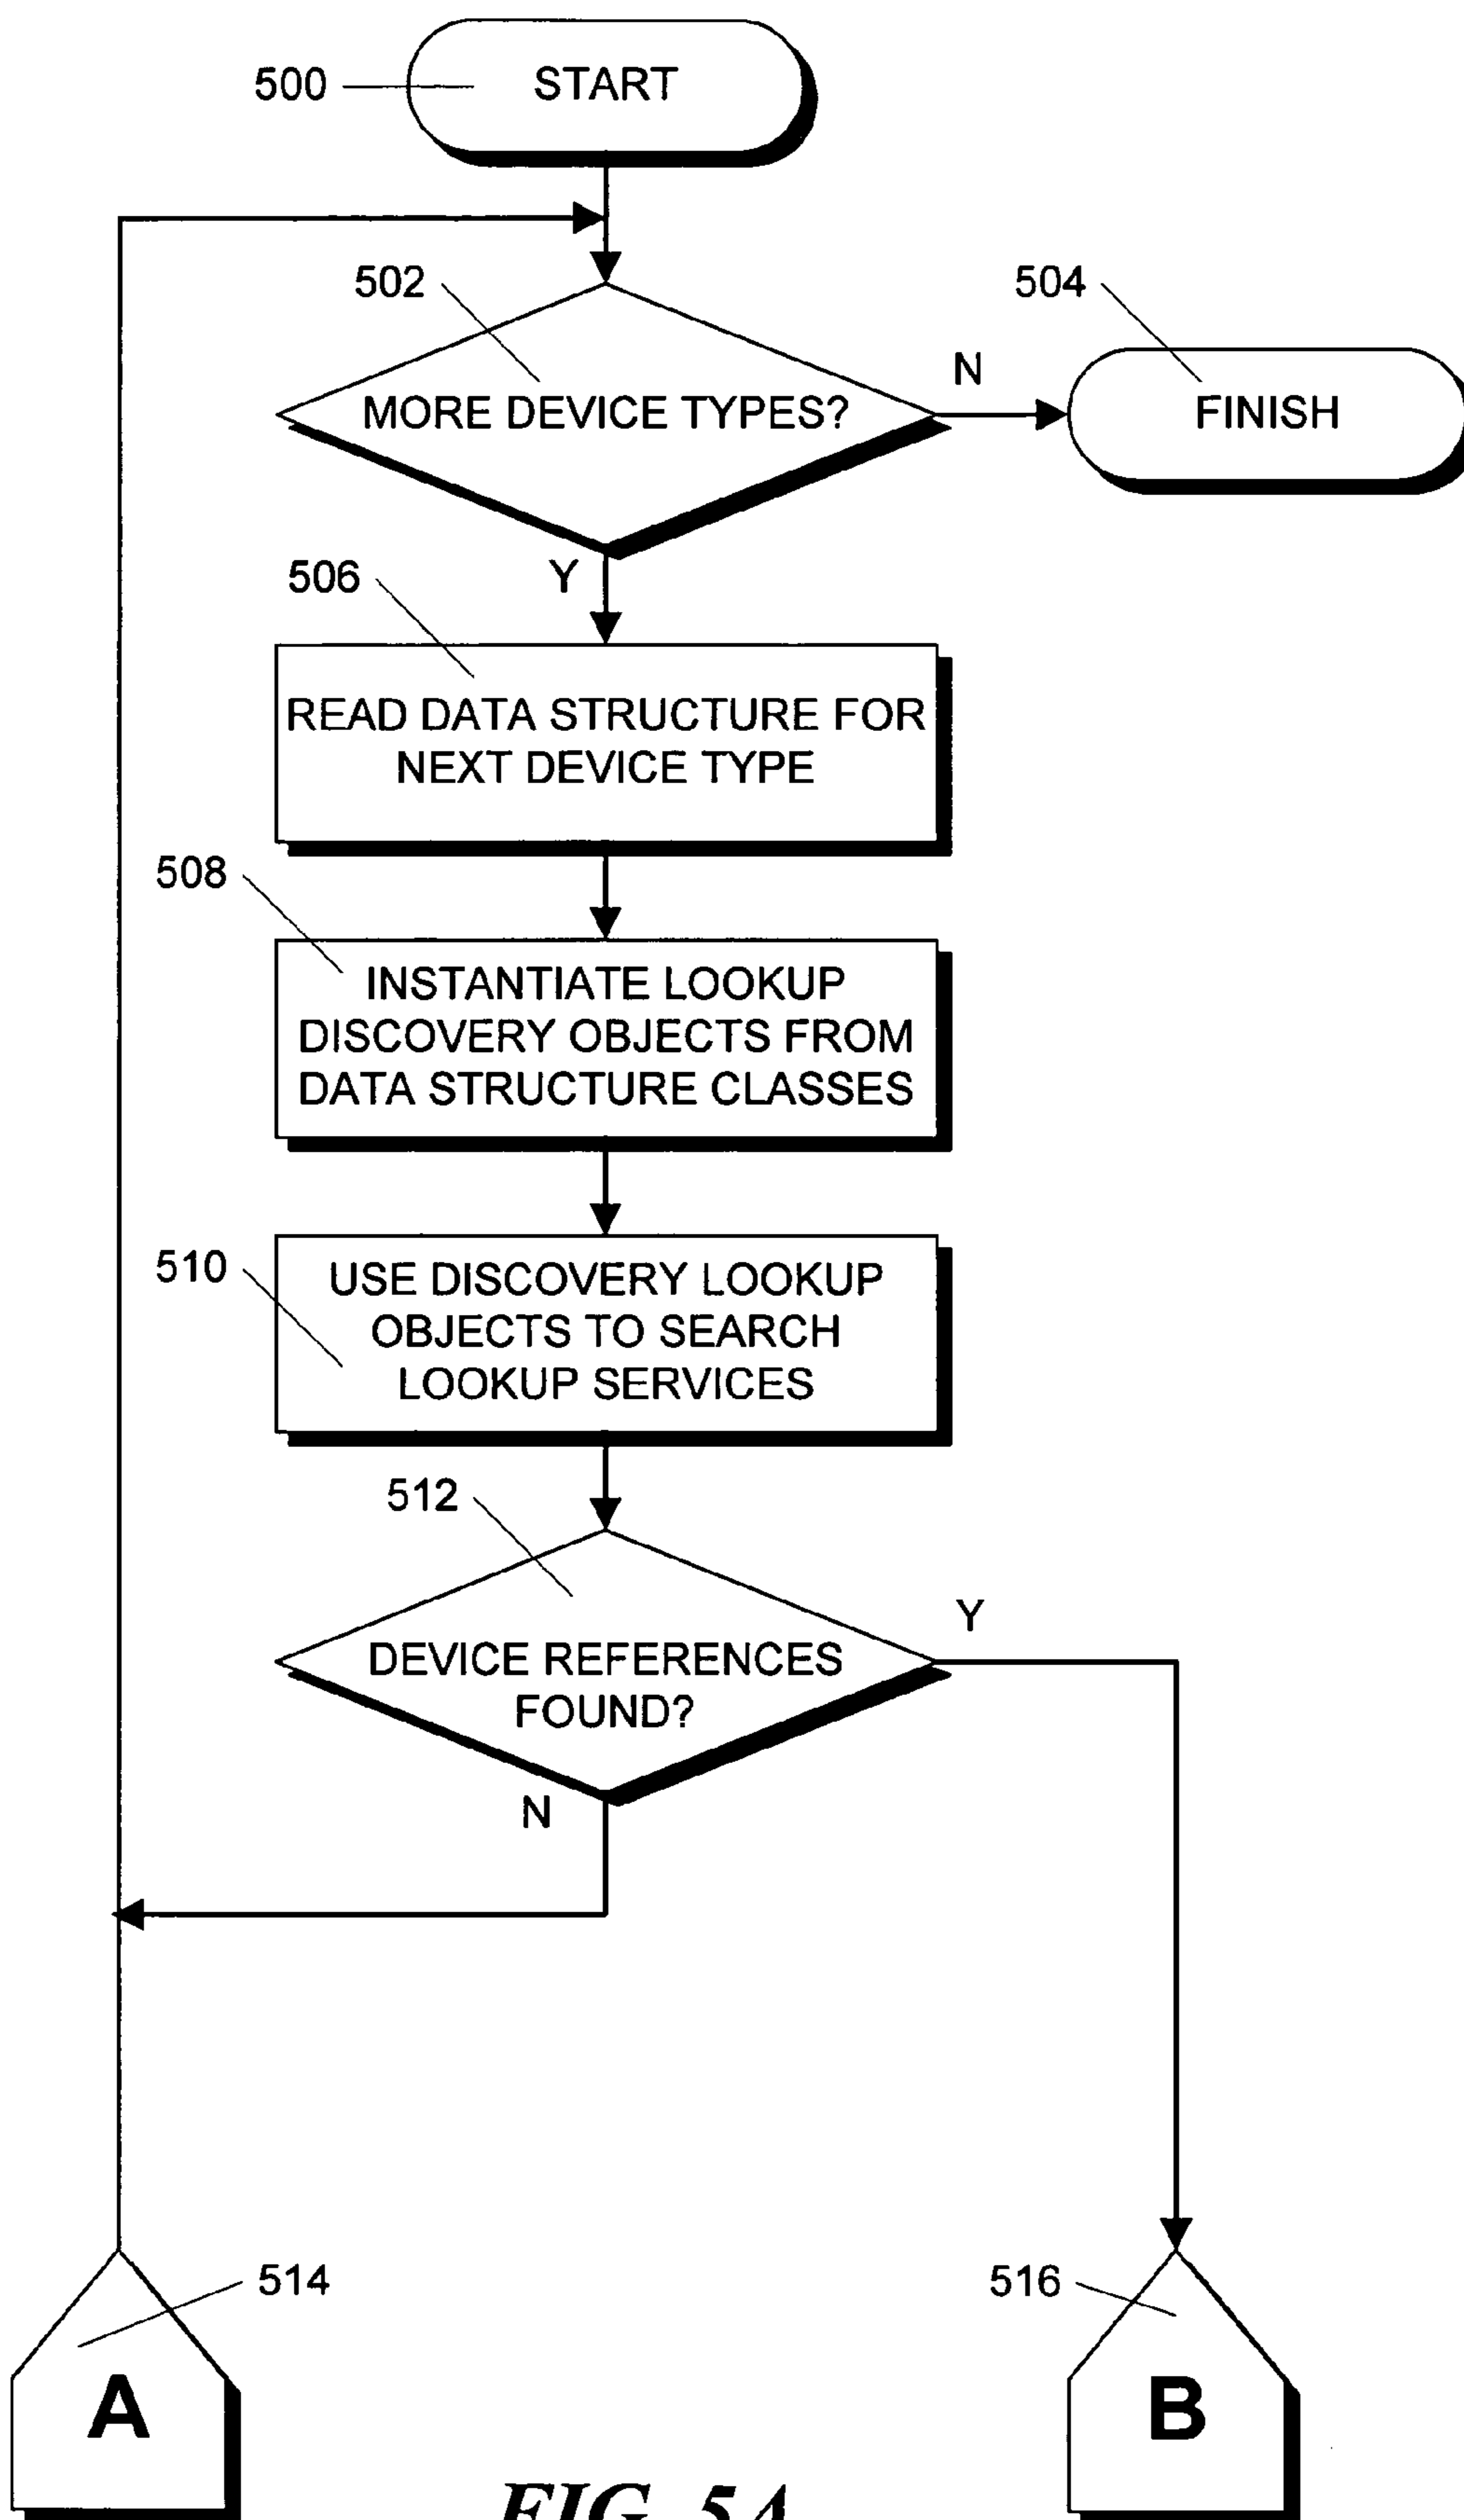 500
START
502
504
MORE DEVICE TYPES?
N
FINISH
506
Y
READ DATA STRUCTURE FOR
NEXT DEVICE TYPE
508
INSTANTIATE LOOKUP
DISCOVERY OBJECTS FROM
DATA STRUCTURE CLASSES
510
USE DISCOVERY LOOKUP
OBJECTS TO SEARCH
LOOKUP SERVICES
512
Y
DEVICE REFERENCES
FOUND?
N
514
516
A
B
FIG. 5A